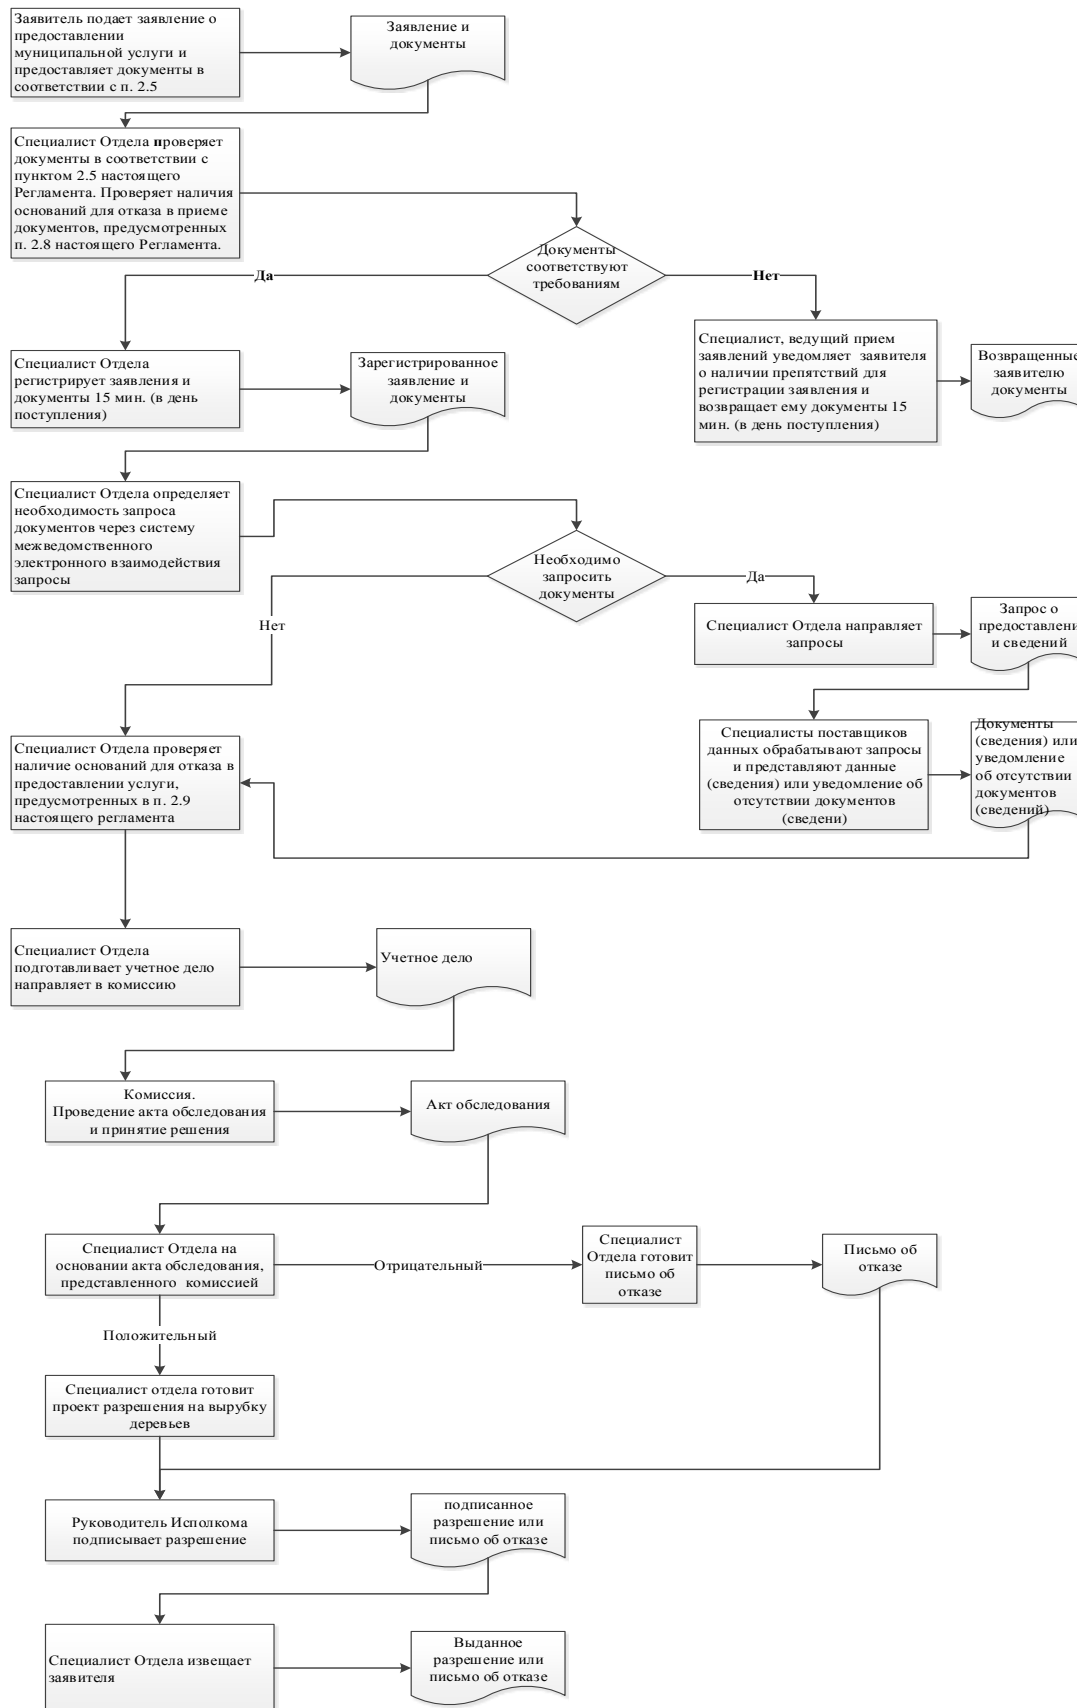 Заявитель подает заявление о
предоставлении
муниципальной услуги и
предоставляет документы в
соответствии с п. 2.5
Заявление и
документы
Специалист Отдела проверяет
документы в соответствии с
пунктом 2.5 настоящего
Регламента. Проверяет наличия
оснований для отказа в приеме
документов, предусмотренных
п. 2.8 настоящего Регламента.
Документы
соответствуют
требованиям
Да
Нет
Специалист Отдела
регистрирует заявления и
документы 15 мин. (в день
поступления)
Зарегистрированное
заявление и
документы
Специалист, ведущий прием
заявлений уведомляет заявителя
о наличии препятствий для
регистрации заявления и
возвращает ему документы 15
мин. (в день поступления)
Возвращенные
заявителю
документы
Специалист Отдела определяет
необходимость запроса
документов через систему
межведомственного
электронного взаимодействия
запросы
Необходимо
запросить
документы
Да
Нет
Специалист Отдела направляет
запросы
Запрос о
предоставлени
и сведений
Специалисты поставщиков
данных обрабатывают запросы
и представляют данные
(сведения) или уведомление об
отсутствии документов
(сведени)
Документы
(сведения) или
уведомление
об отсутствии
документов
(сведений)
Специалист Отдела проверяет
наличие оснований для отказа в
предоставлении услуги,
предусмотренных в п. 2.9
настоящего регламента
Специалист Отдела
подготавливает учетное дело
направляет в комиссию
Учетное дело
Комиссия.
Проведение акта обследования
и принятие решения
Акт обследования
Специалист Отдела на
основании акта обследования,
представленного комиссией
Отрицательный
Специалист
Отдела готовит
письмо об
отказе
Письмо об
отказе
Положительный
Специалист отдела готовит
проект разрешения на вырубку
деревьев
Руководитель Исполкома
подписывает разрешение
подписанное
разрешение или
письмо об отказе
Специалист Отдела извещает
заявителя
Выданное
разрешение или
письмо об отказе